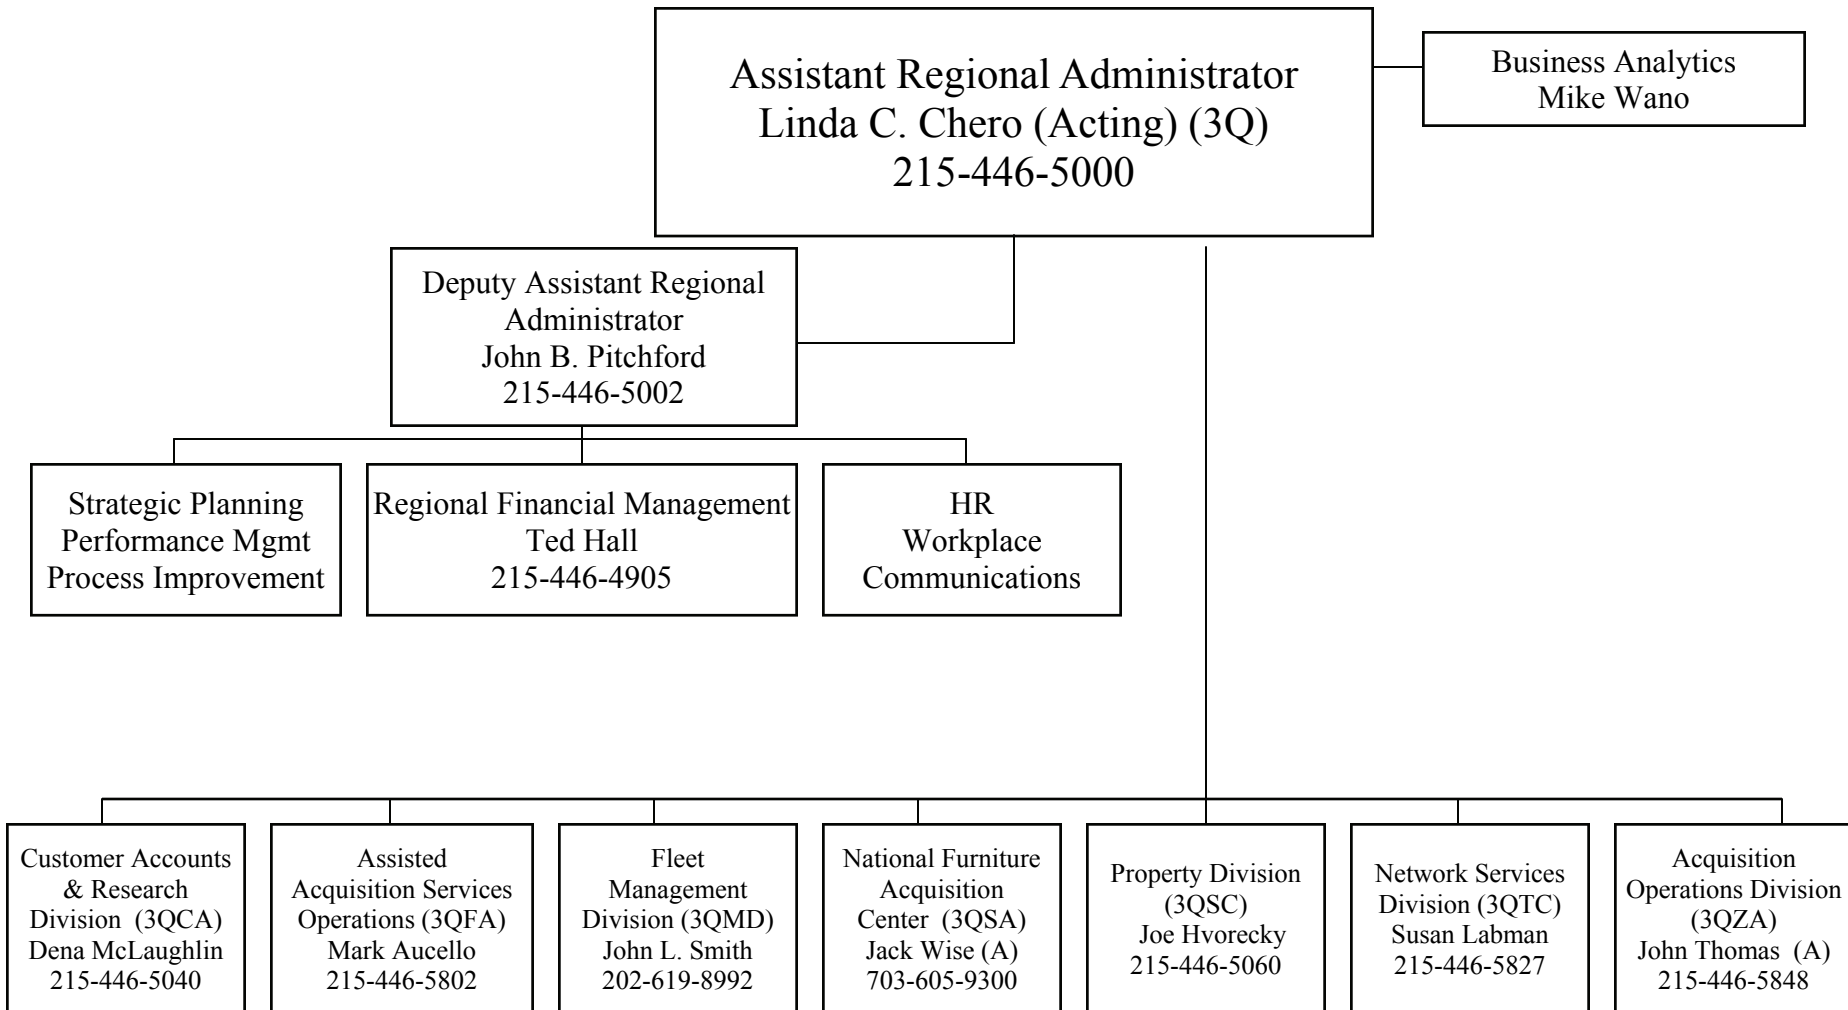 Assistant Regional Administrator
Linda C. Chero (Acting) (3Q)
215-446-5000
Business Analytics
Mike Wano
Deputy Assistant Regional
Administrator
John B. Pitchford
215-446-5002
Strategic Planning
Performance Mgmt
Process Improvement
Regional Financial Management
Ted Hall
215-446-4905
HR
Workplace
Communications
Customer Accounts
& Research
Division (3QCA)
Dena McLaughlin
215-446-5040
Assisted
Acquisition Services
Operations (3QFA)
Mark Aucello
215-446-5802
Fleet
Management
Division (3QMD)
John L. Smith
202-619-8992
National Furniture
Acquisition
Center (3QSA)
Jack Wise (A)
703-605-9300
Property Division
(3QSC)
Joe Hvorecky
215-446-5060
Network Services
Division (3QTC)
Susan Labman
215-446-5827
Acquisition
Operations Division
(3QZA)
John Thomas (A)
215-446-5848